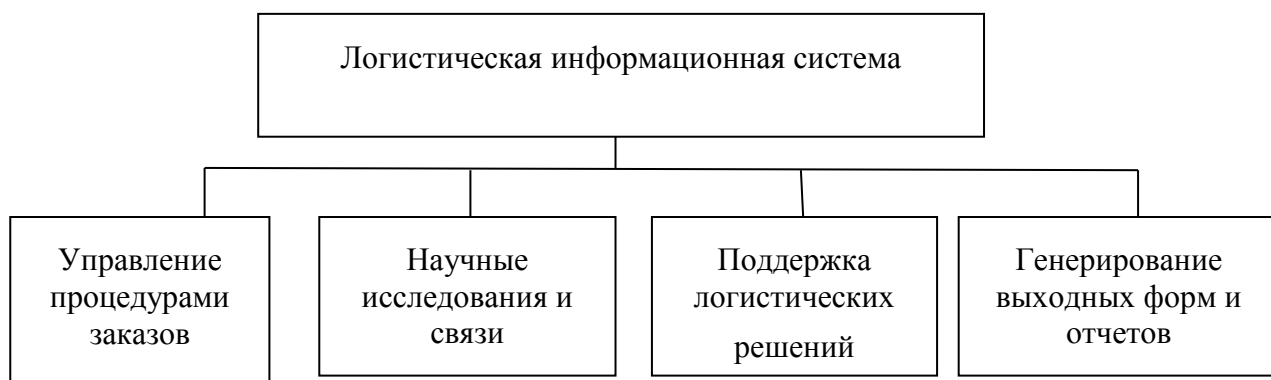 Логистическая информационная система
Управление
процедурами
заказов
Научные
исследования и
связи
Поддержка
логистических
решений
Генерирование
выходных форм и
отчетов